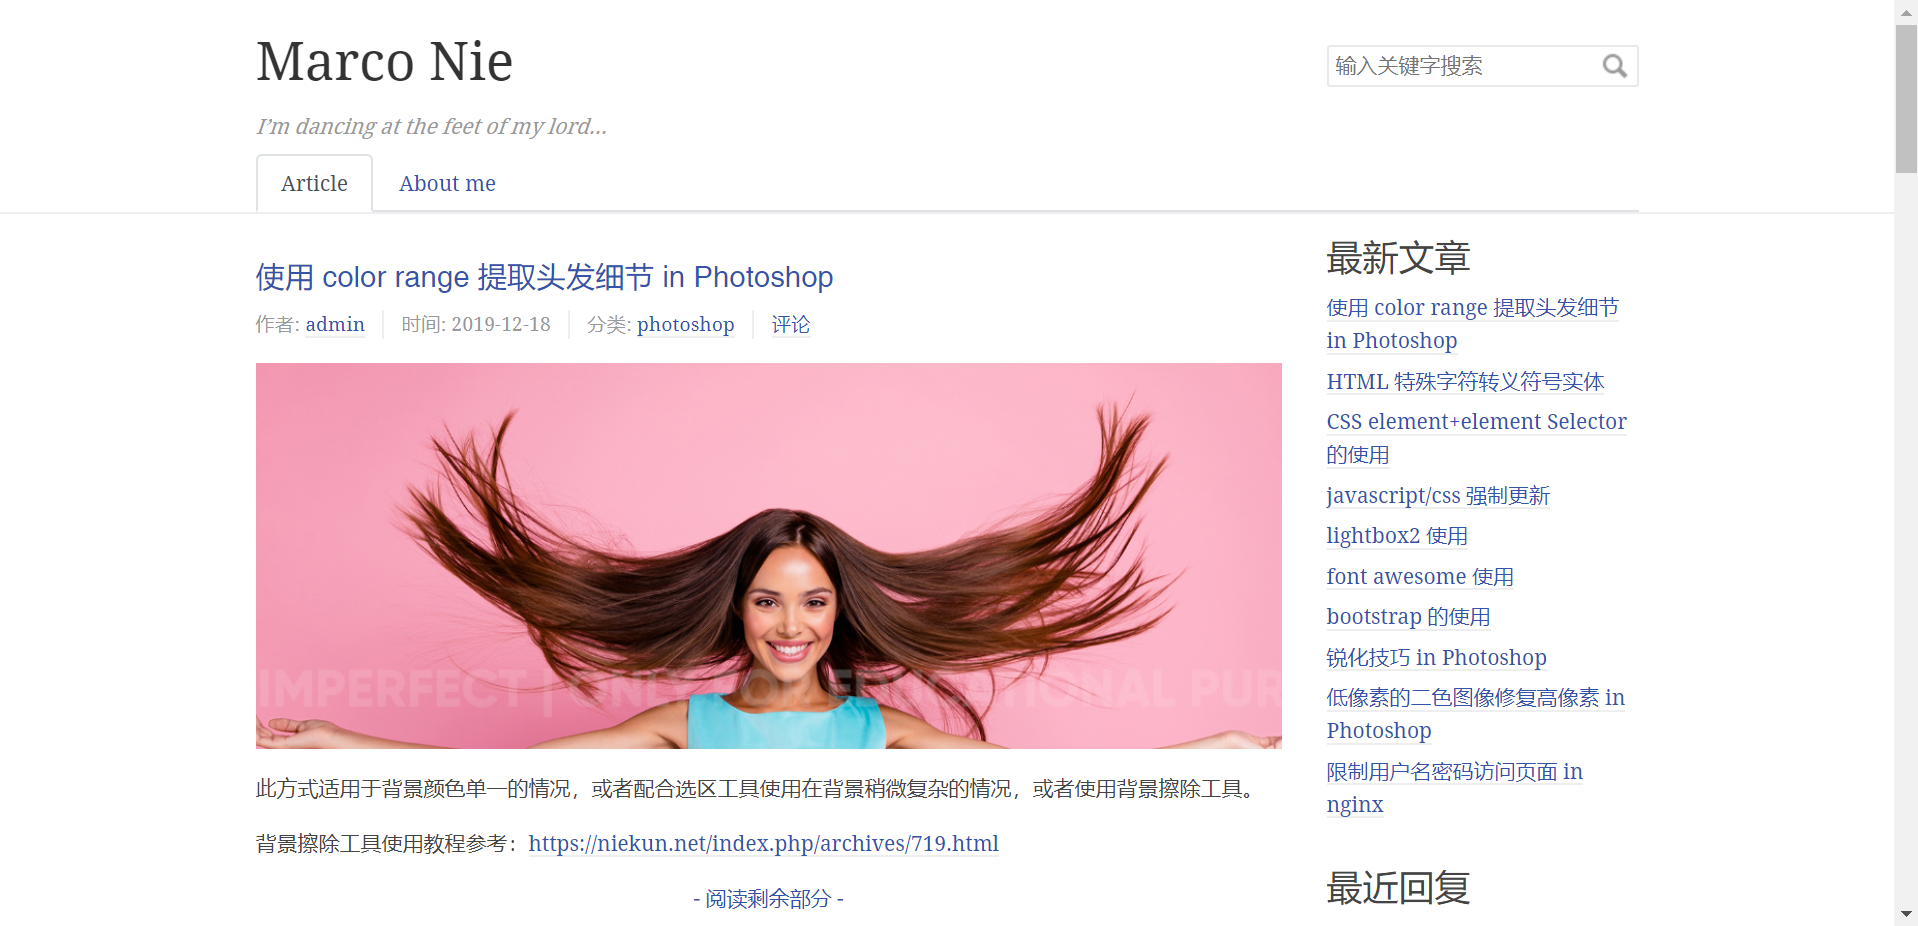 Marco Nie
输入关键字搜索
I’m dancing at the feet of my lord...
Article
About me
使用 color range 提取头发细节 in Photoshop
作者: admin 时间: 2019-12-18 分类: photoshop 评论
IMPERFECT | ONLY FOR EDUCATIONAL PUR
此方式适用于背景颜色单一的情况，或者配合选区工具使用在背景稍微复杂的情况，或者使用背景擦除工具。
背景擦除工具使用教程参考：https://niekun.net/index.php/archives/719.html
- 阅读剩余部分 -
最新文章
使用 color range 提取头发细节
in Photoshop
HTML 特殊字符转义符号实体
CSS element+element Selector
的使用
javascript/css 强制更新
lightbox2 使用
font awesome 使用
bootstrap 的使用
锐化技巧 in Photoshop
低像素的二色图像修复高像素 in
Photoshop
限制用户名密码访问页面 in
nginx
最近回复